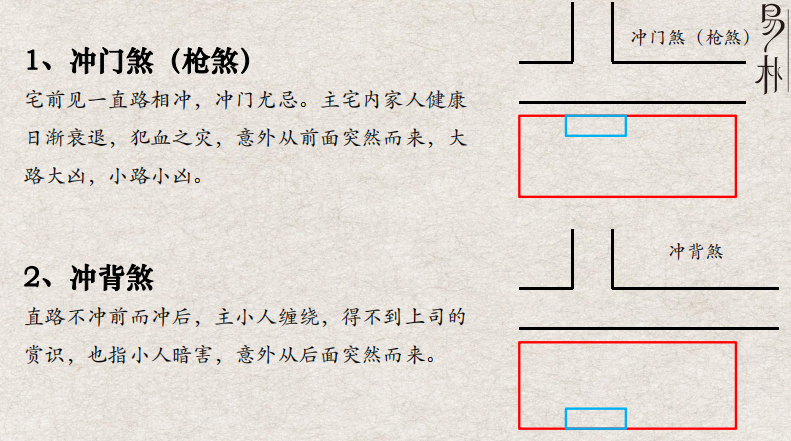 1、冲门煞（枪煞）
宅前见一直路相冲，冲门尤忌。主宅内家人健康
日渐衰退，犯血之灾，意外从前面突然而来，大
路大凶，小路小凶。
冲门煞（枪煞）
易朴
2、冲背煞
直路不冲前而冲后，主小人缠绕，得不到上司的
赏识，也指小人暗害，意外从后面突然而来。
冲背煞